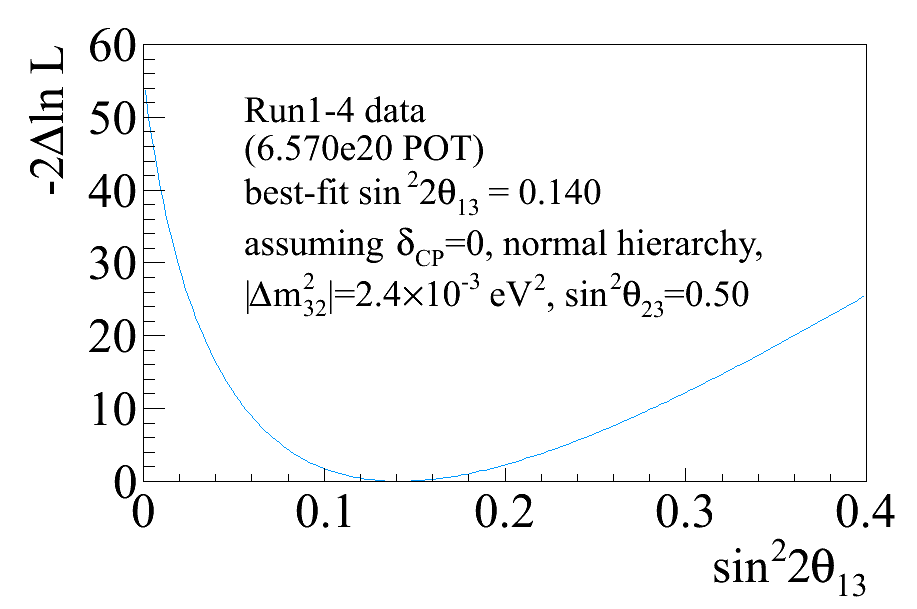 60
50
40
30
20
10
0
-2Δln L
Run1-4 data
(6.570e20 POT)
best-fit sin²2θ₁₃ = 0.140
assuming δ_CP=0, normal hierarchy,
|Δm²₃₂|=2.4×10⁻³ eV², sin²θ₂₃=0.50
0 0.1 0.2 0.3 0.4
sin²2θ₁₃